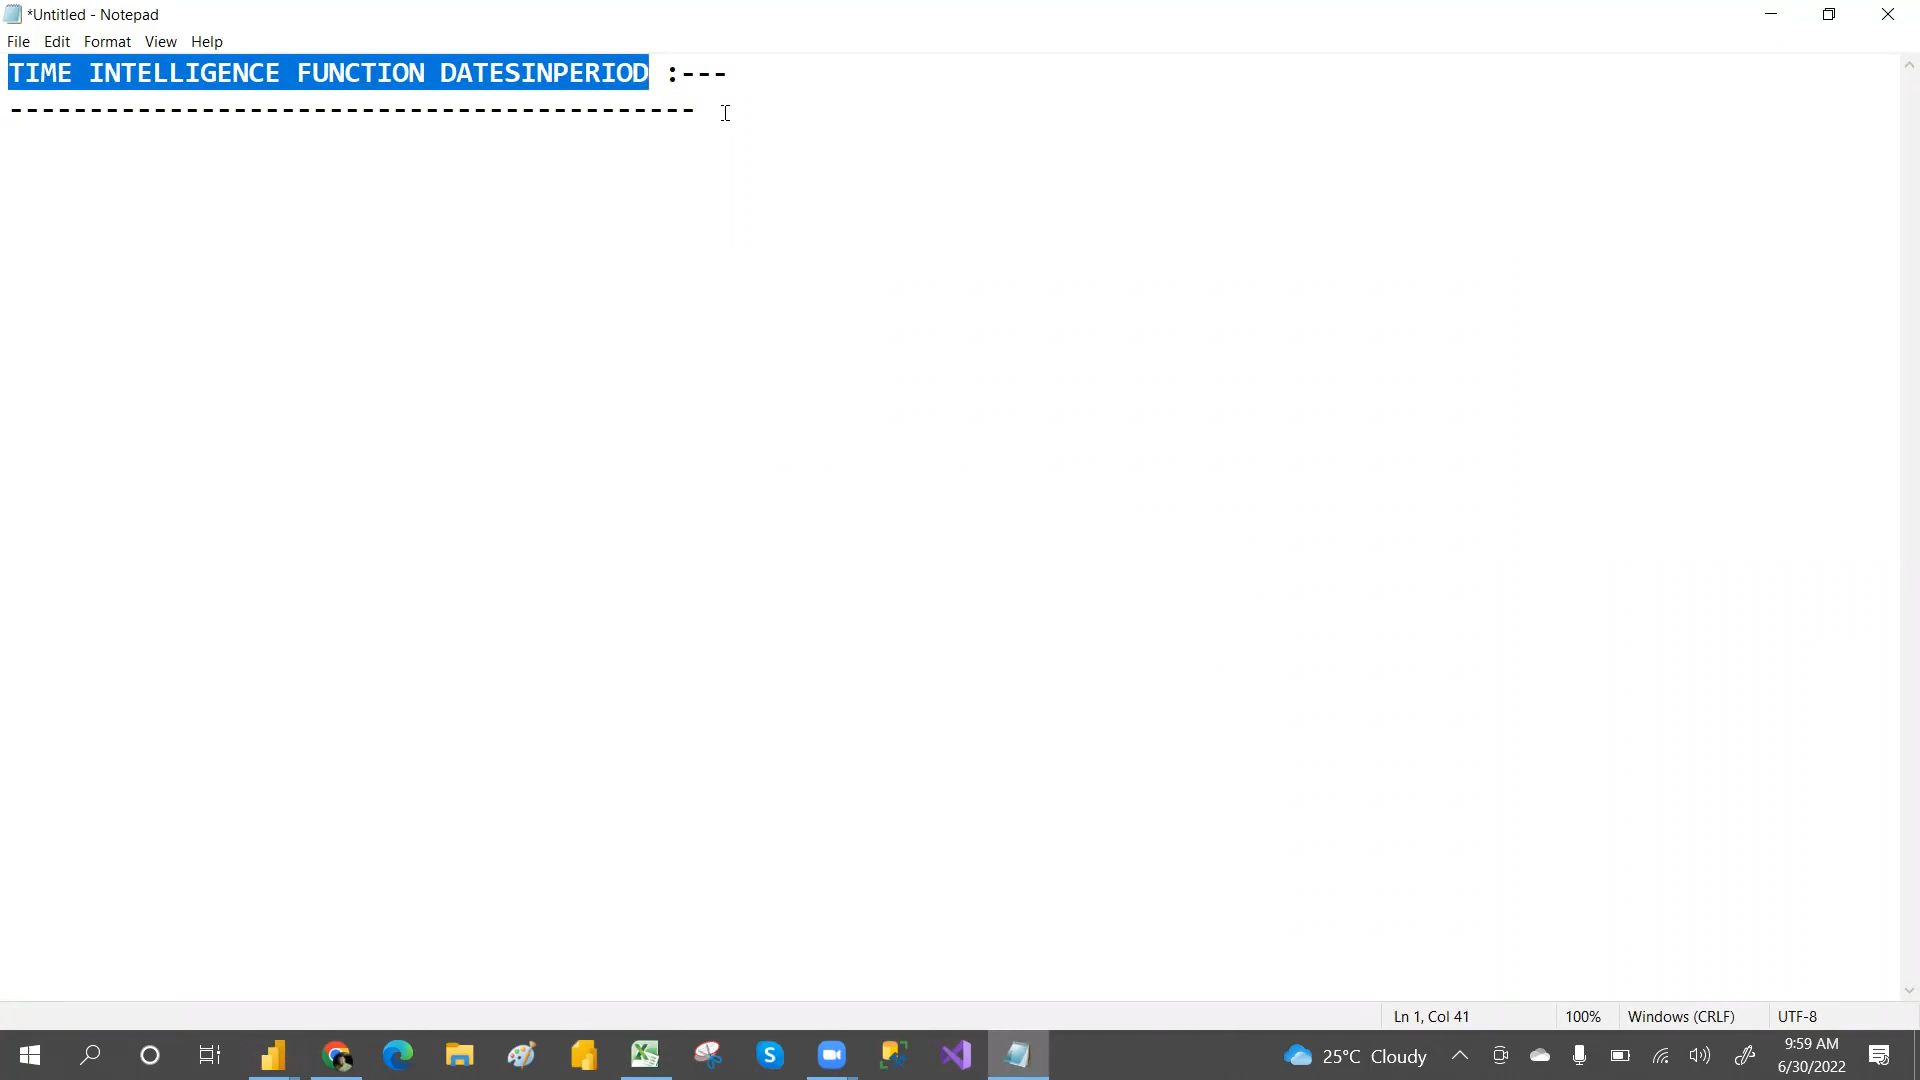 *Untitled - Notepad
File Edit Format View Help
TIME INTELLIGENCE FUNCTION DATESINPERIOD :---
-------------------------------------------
Ln 1, Col 41 100% Windows (CRLF) UTF-8
25°C Cloudy
9:59 AM
6/30/2022